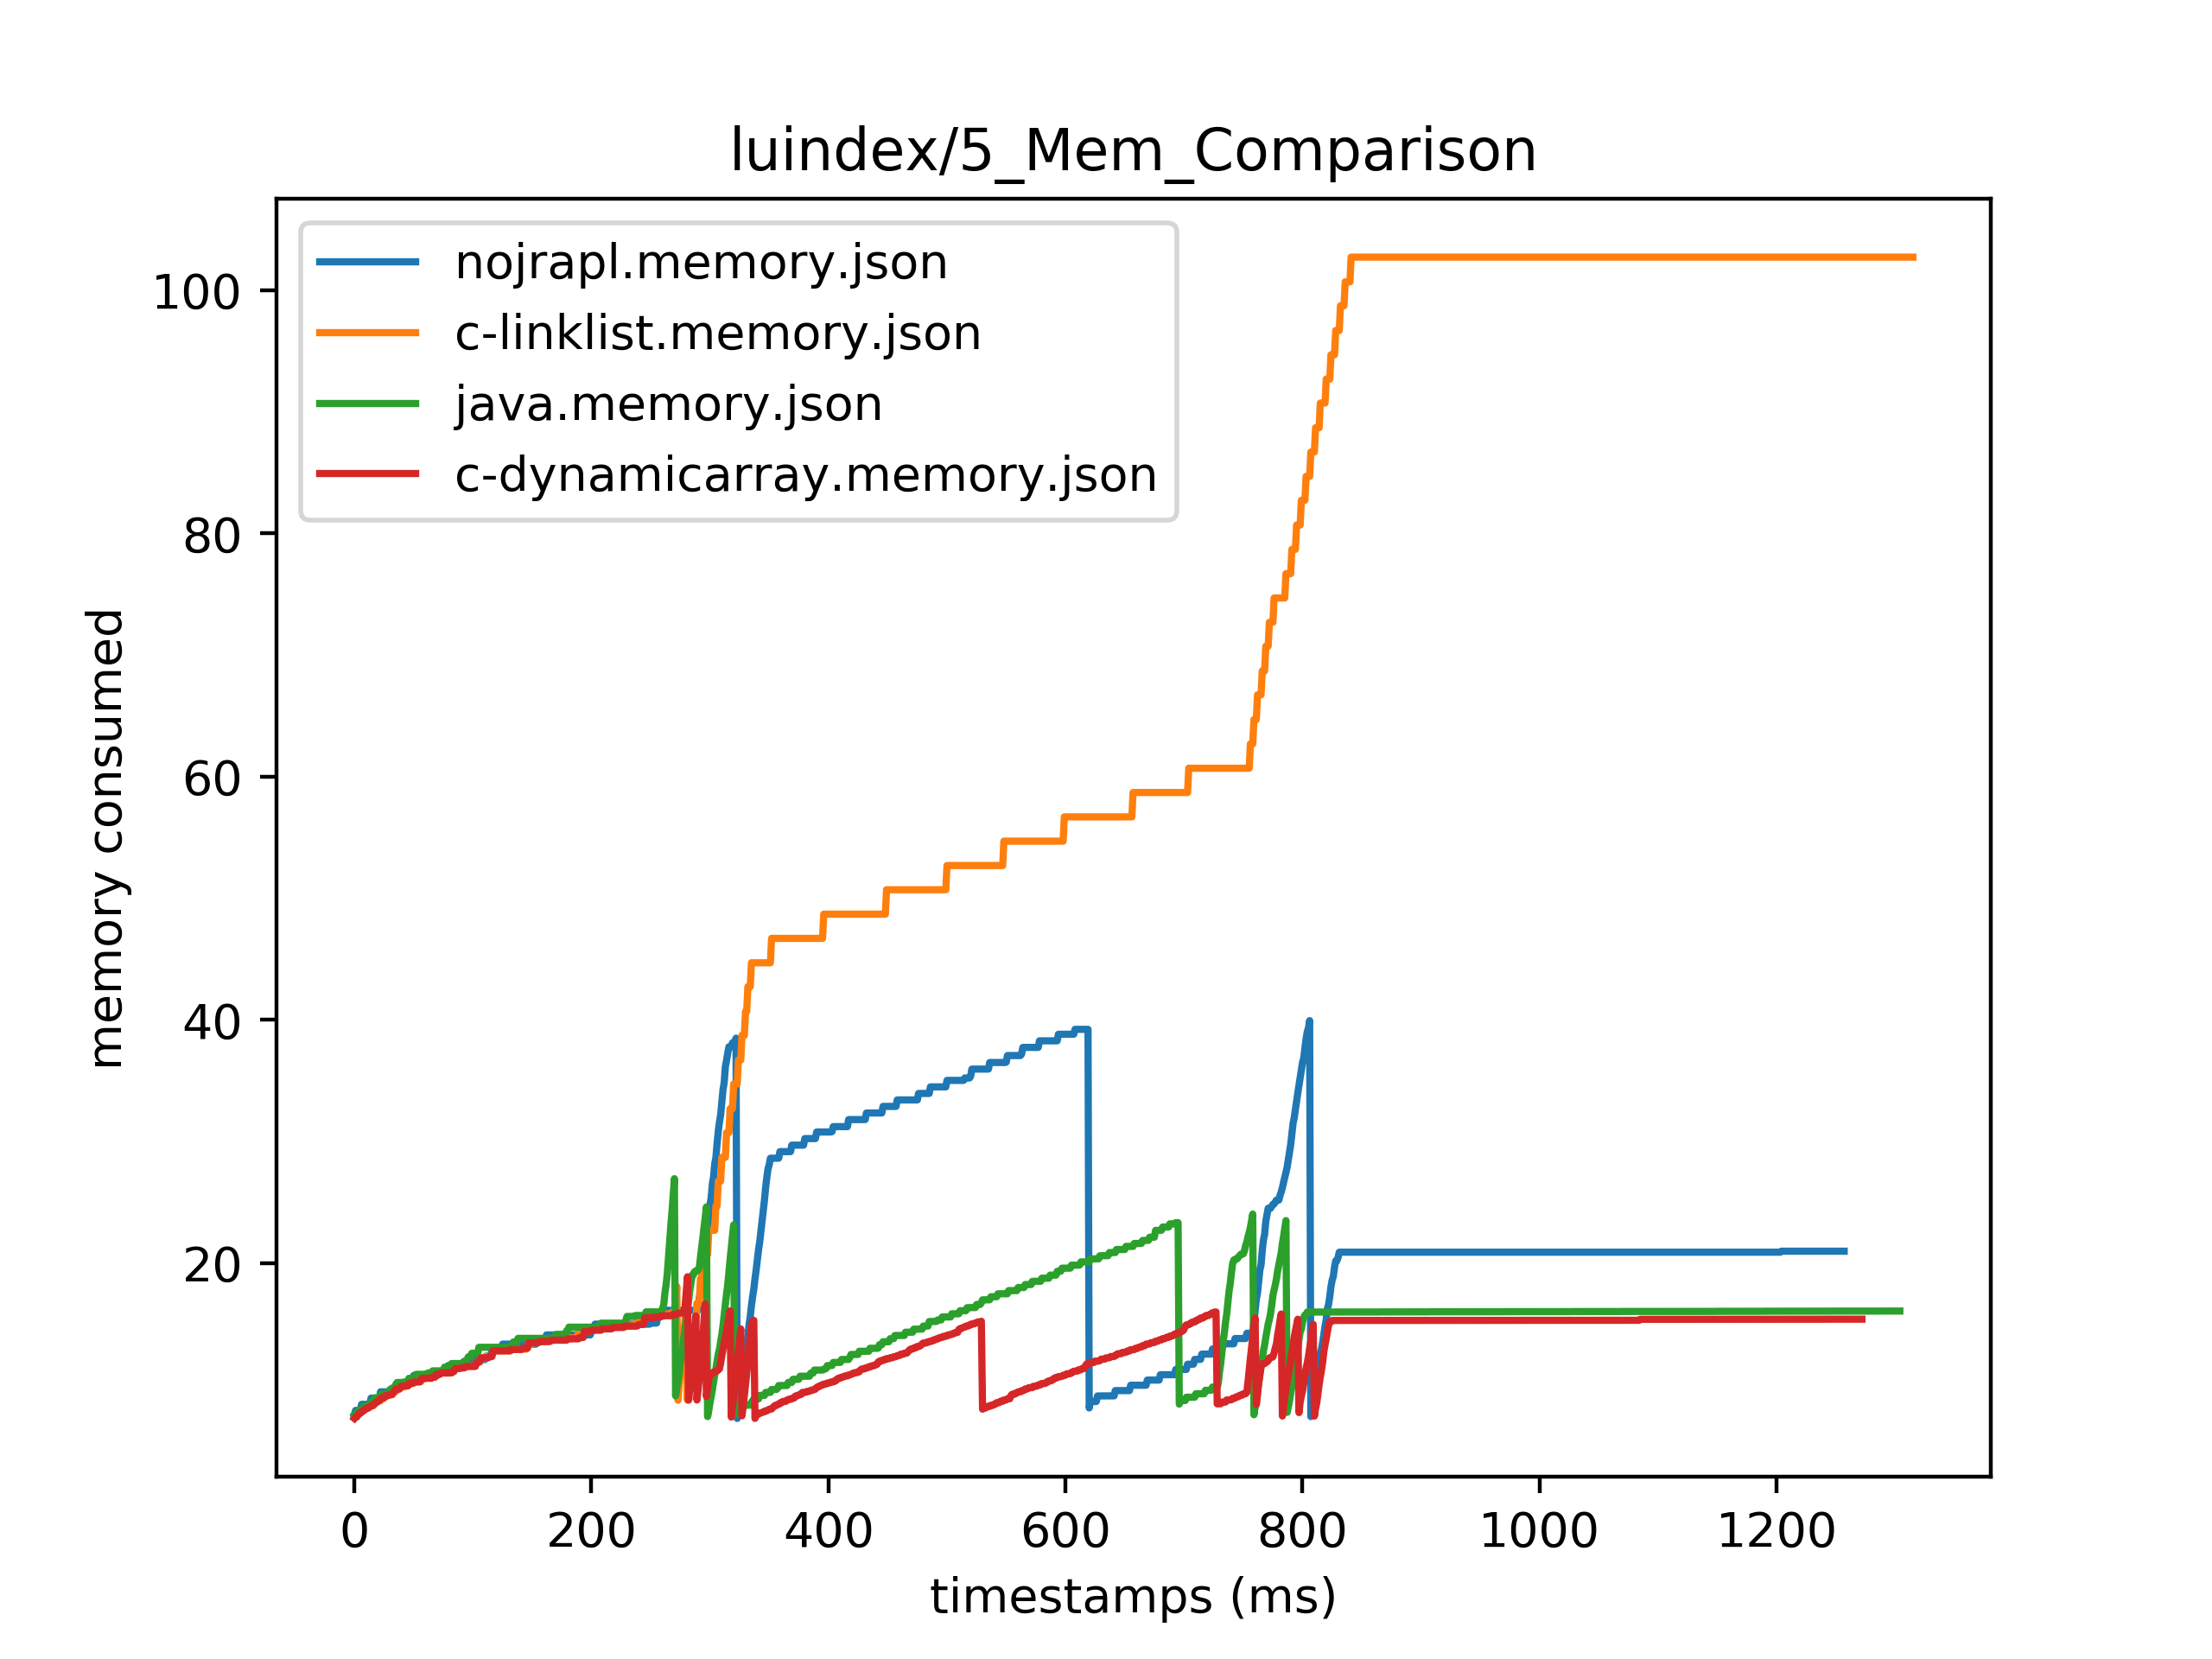 luindex/5_Mem_Comparison
nojrapl.memory.json
c-linklist.memory.json
java.memory.json
c-dynamicarray.memory.json
100
80
60
40
20
memory consumed
0 200 400 600 800 1000 1200
timestamps (ms)